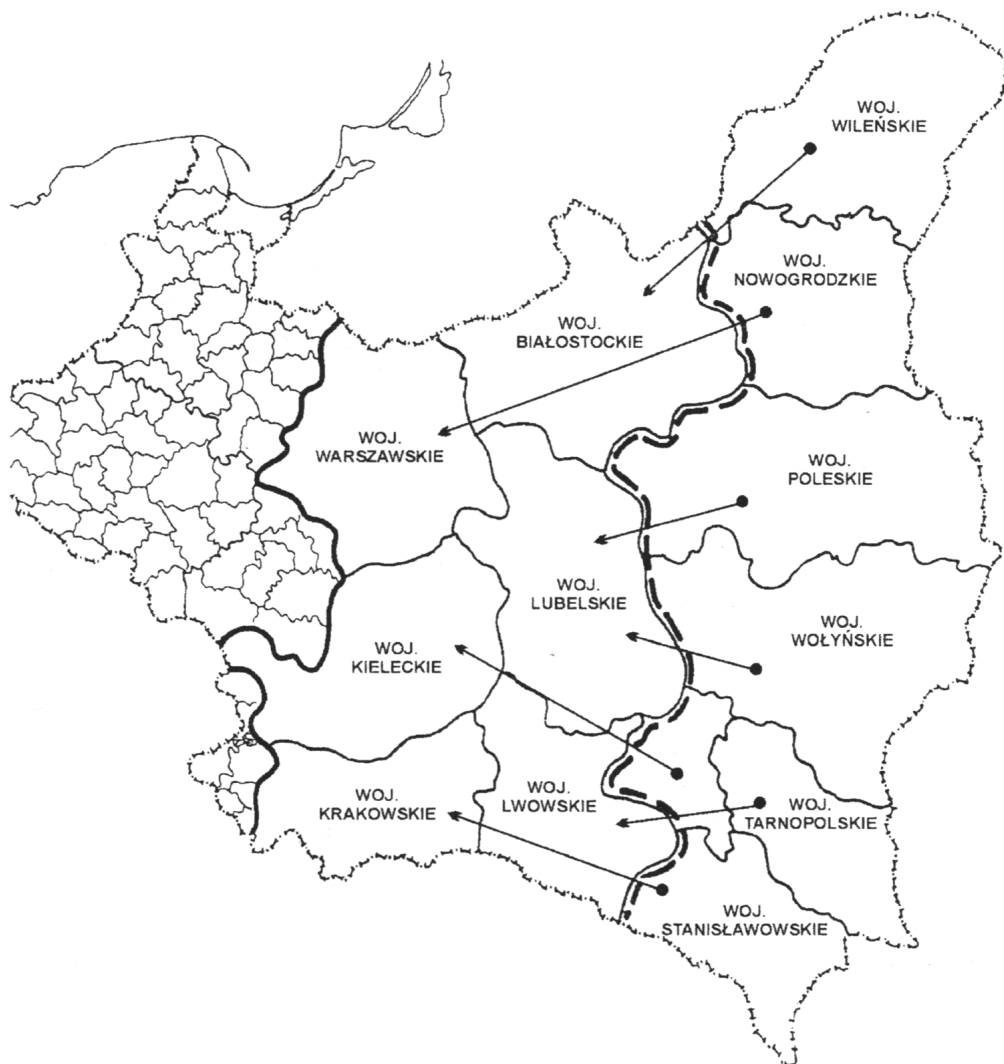 WOJ.
WILEŃSKIE
WOJ.
NOWOGRODZKIE
WOJ.
BIAŁOSTOCKIE
WOJ.
WARSZAWSKIE
WOJ.
POLESKIE
WOJ.
LUBELSKIE
WOJ.
WOŁYŃSKIE
WOJ.
KIELECKIE
WOJ.
KRAKOWSKIE
WOJ.
LWOWSKIE
WOJ.
TARNOPOLSKIE
WOJ.
STANISŁAWOWSKIE